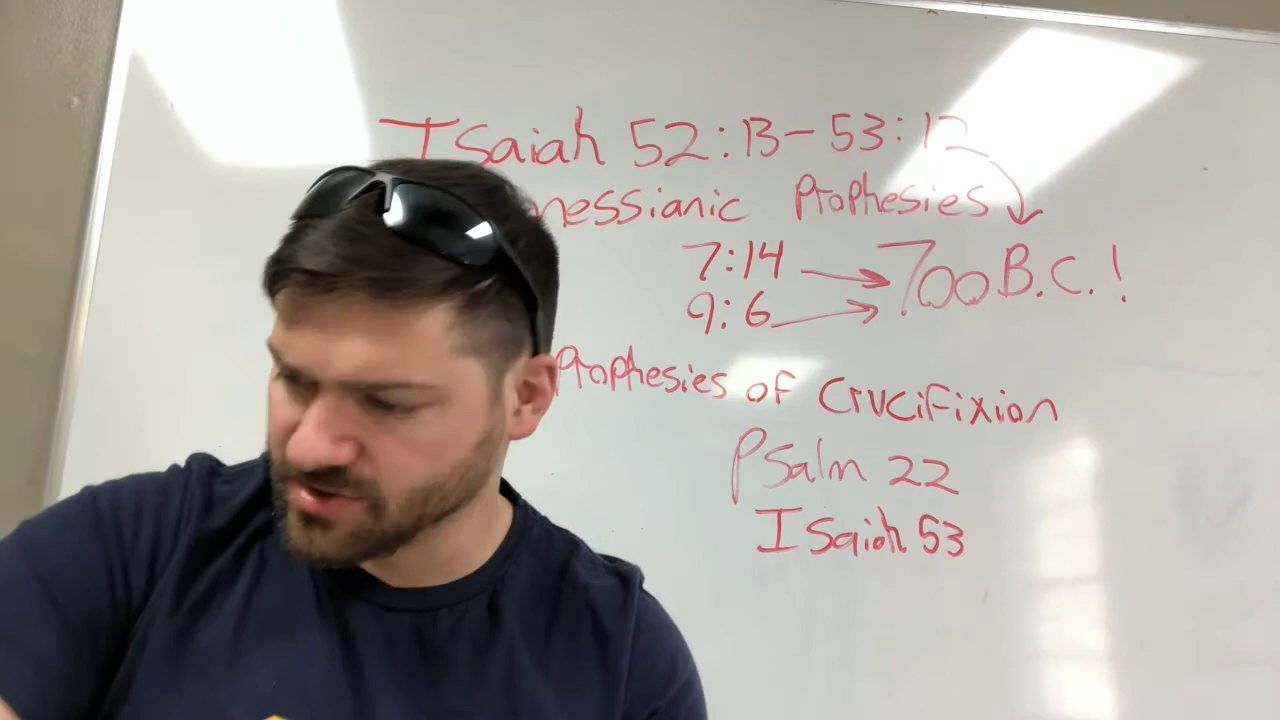 Isaiah 52:13-53:12
messianic Prophesies
7:14 700 B.C.!
9:6
Prophesies of Crucifixion
Psalm 22
Isaiah 53